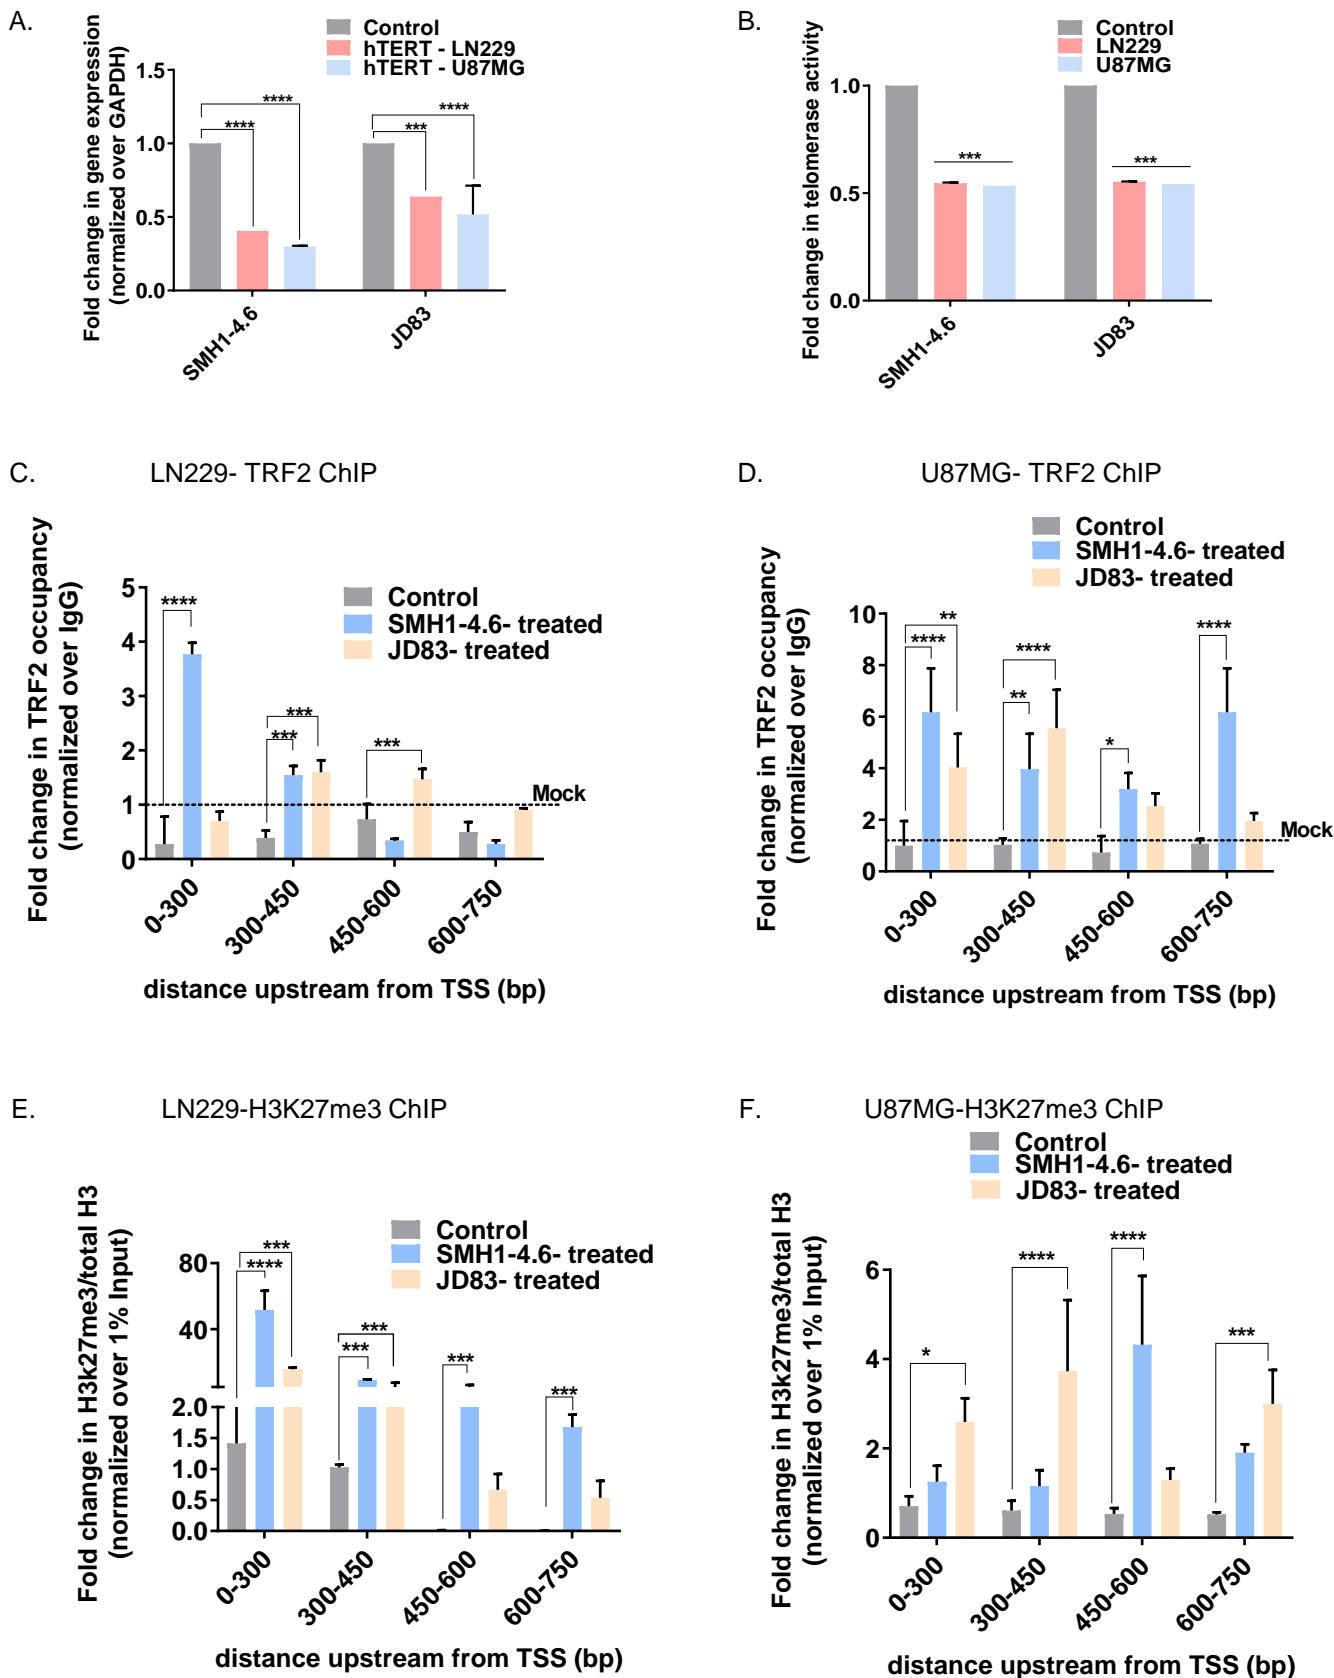 A.
Control
hTERT - LN229
hTERT - U87MG
Fold change in gene expression
(normalized over GAPDH)
1.5
1.0
0.5
0.0
****
****
***
****
SMH1-4.6
JD83
B.
Control
LN229
U87MG
Fold change in telomerase activity
1.0
0.5
0.0
***
***
SMH1-4.6
JD83
C.
LN229- TRF2 ChIP
Control
SMH1-4.6- treated
JD83- treated
Fold change in TRF2 occupancy
(normalized over IgG)
5
4
3
2
1
0
****
***
***
***
Mock
0-300
300-450
450-600
600-750
distance upstream from TSS (bp)
D.
U87MG- TRF2 ChIP
Control
SMH1-4.6- treated
JD83- treated
Fold change in TRF2 occupancy
(normalized over IgG)
10
8
6
4
2
0
**
****
****
**
*
****
Mock
0-300
300-450
450-600
600-750
distance upstream from TSS (bp)
E.
LN229-H3K27me3 ChIP
Control
SMH1-4.6- treated
JD83- treated
Fold change in H3k27me3/total H3
(normalized over 1% Input)
80
40
2.0
1.5
1.0
0.5
0.0
***
****
***
***
***
***
0-300
300-450
450-600
600-750
distance upstream from TSS (bp)
F.
U87MG-H3K27me3 ChIP
Control
SMH1-4.6- treated
JD83- treated
Fold change in H3k27me3/total H3
(normalized over 1% Input)
6
4
2
0
*
****
****
***
0-300
300-450
450-600
600-750
distance upstream from TSS (bp)